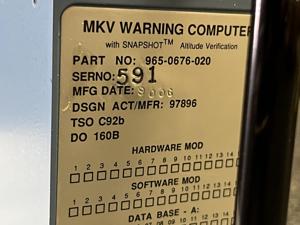 MKV WARNING COMPUTER
with SNAPSHOT™ Altitude Verification
PART NO: 965-0676-020
SERNO: 591
MFG DATE: 9006
DSGN ACT/MFR: 97896
TSO C92b
DO 160B
HARDWARE MOD
1 2 3 4 5 6 7 8 9 10 11 12 13 14
SOFTWARE MOD
1 2 3 4 5 6 7 8 9 10 11 12 13 14
DATA BASE - A: